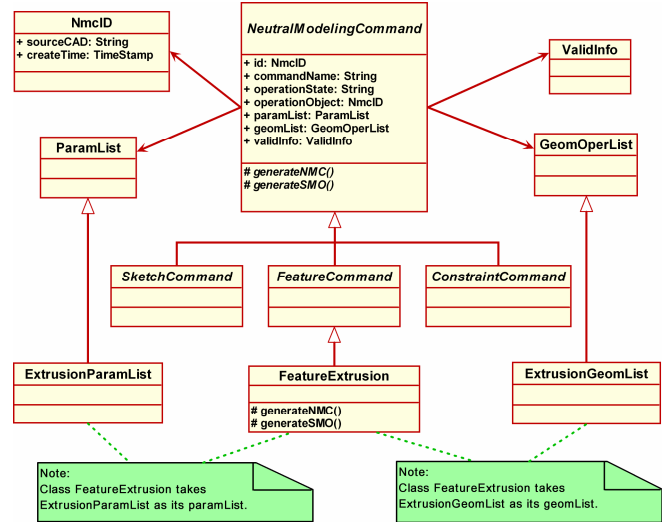 NmcID
+ sourceCAD: String
+ createTime: TimeStamp
NeutralModelingCommand
+ id: NmcID
+ commandName: String
+ operationState: String
+ operationObject: NmcID
+ paramList: ParamList
+ geomList: GeomOperList
+ validInfo: ValidInfo
# generateNMC()
# generateSMO()
ValidInfo
ParamList
GeomOperList
SketchCommand
FeatureCommand
ConstraintCommand
ExtrusionParamList
FeatureExtrusion
# generateNMC()
# generateSMO()
ExtrusionGeomList
Note:
Class FeatureExtrusion takes
ExtrusionParamList as its paramList.
Note:
Class FeatureExtrusion takes
ExtrusionGeomList as its geomList.